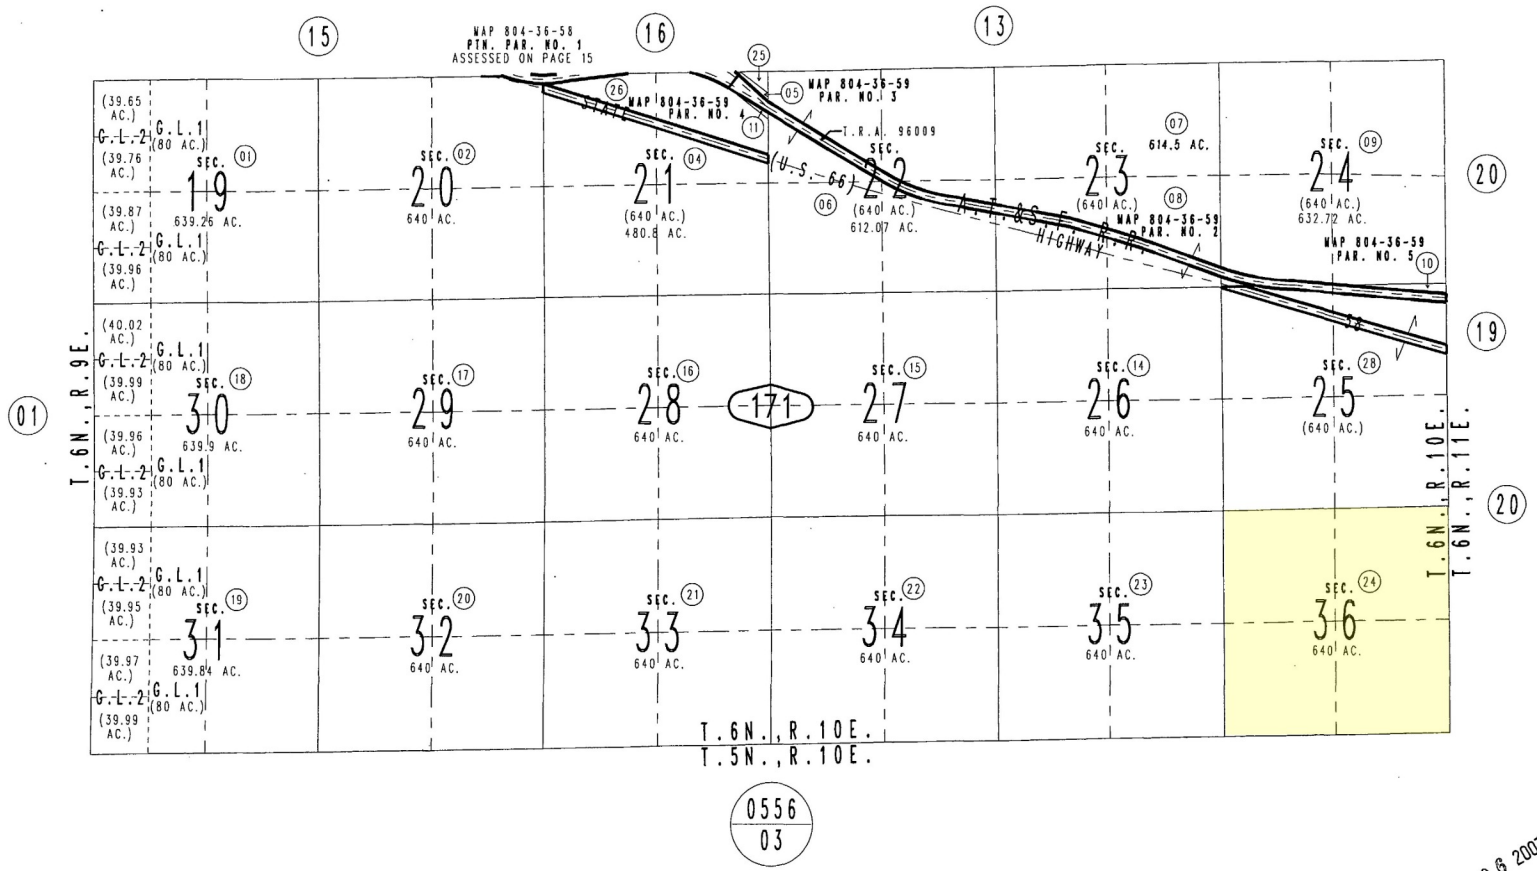 15
16
13
MAP 804-36-58
PTN. PAR. NO. 1
ASSESSED ON PAGE 15
25
26
STATE
MAP 804-36-59
PAR. NO. 4
05
MAP 804-36-59
PAR. NO. 3
11
T.R.A. 96009
(U.S. 66)
06
A.T.&S.F. R.R.
HIGHWAY
07
614.5 AC.
08
MAP 804-36-59
PAR. NO. 2
MAP 804-36-59
PAR. NO. 5
10
58
(39.65
AC.)
G.L.2
G.L.1
(80 AC.)
(39.76
AC.)
SEC. 01
19
639.26 AC.
(39.87
AC.)
G.L.2
G.L.1
(80 AC.)
(39.96
AC.)
SEC. 02
20
640 AC.
SEC. 04
21
(640 AC.)
480.8 AC.
SEC.
22
(640 AC.)
612.07 AC.
SEC.
23
(640 AC.)
SEC. 09
24
(640 AC.)
632.72 AC.
20
19
T.6N.,R.9E.
01
(40.02
AC.)
G.L.2
G.L.1
(80 AC.)
(39.99
AC.)
SEC. 18
30
639.9 AC.
(39.96
AC.)
G.L.2
G.L.1
(80 AC.)
(39.93
AC.)
SEC. 17
29
640 AC.
SEC. 16
28
640 AC.
171
SEC. 15
27
640 AC.
SEC. 14
26
640 AC.
SEC. 28
25
(640 AC.)
T.6N.,R.10E.
T.6N.,R.11E.
20
(39.93
AC.)
G.L.2
G.L.1
(80 AC.)
(39.95
AC.)
SEC. 19
31
639.84 AC.
(39.97
AC.)
G.L.2
G.L.1
(80 AC.)
(39.99
AC.)
SEC. 20
32
640 AC.
SEC. 21
33
640 AC.
SEC. 22
34
640 AC.
SEC. 23
35
640 AC.
SEC. 24
36
640 AC.
T.6N.,R.10E.
T.5N.,R.10E.
0556
03